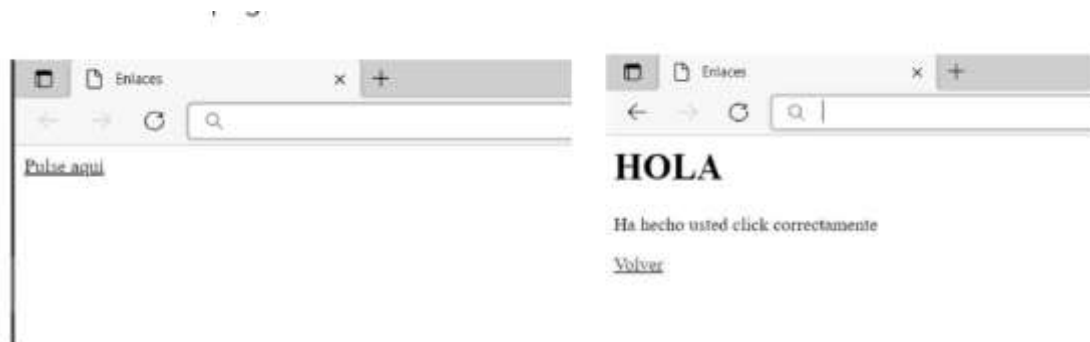 Enlaces
Pulse aqui
Enlaces
HOLA
Ha hecho usted click correctamente
Volver